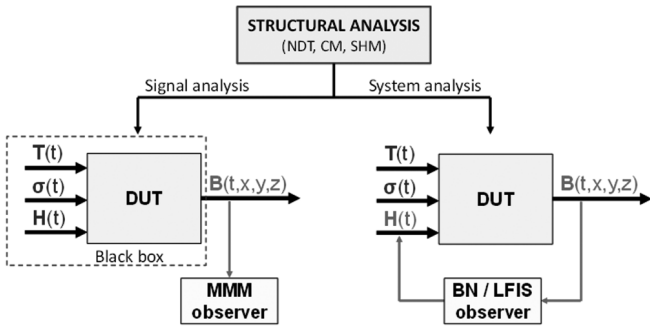 STRUCTURAL ANALYSIS
(NDT, CM, SHM)
Signal analysis
System analysis
T(t)
σ(t)
H(t)
DUT
B(t,x,y,z)
Black box
MMM
observer
T(t)
σ(t)
H(t)
DUT
B(t,x,y,z)
BN / LFIS
observer